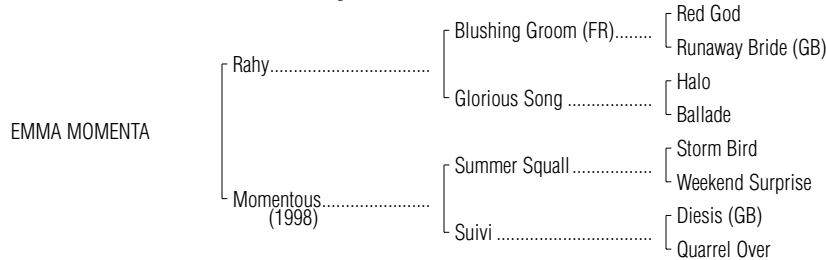 Red God
Blushing Groom (FR)........
Runaway Bride (GB)
Rahy.................................
Halo
Glorious Song .................
Ballade
EMMA MOMENTA
Storm Bird
Summer Squall................
Weekend Surprise
Momentous......................
(1998)
Diesis (GB)
Suivi ................................
Quarrel Over